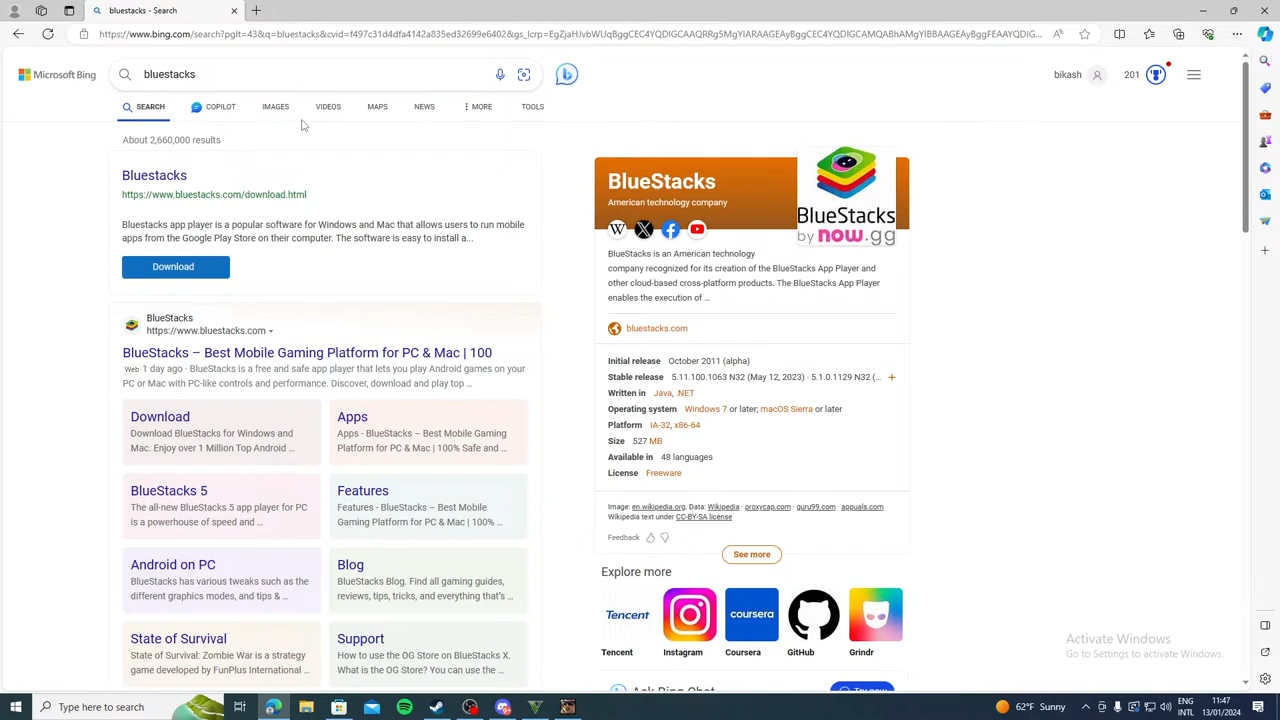 Bluestacks
https://www.bing.com/search?pglt=43&q=bluestacks&cvid=f497c31d4dfa4142a835ed32699e6402&gs_lcrp=
Microsoft Bing
bluestacks
bikash
201
SEARCH
COPILOT
IMAGES
VIDEOS
MAPS
NEWS
MORE
TOOLS
About 2,660,000 results
Bluestacks
https://www.bluestacks.com/download.html
Bluestacks app player is a popular software for Windows and Mac that allows users to run mobile
apps from the Google Play Store on their computer. The software is easy to install a...
Download
BlueStacks
https://www.bluestacks.com
BlueStacks – Best Mobile Gaming Platform for PC & Mac | 100
Web 1 day ago · BlueStacks is a free and safe app player that lets you play Android games on your
PC or Mac with PC-like controls and performance. Discover, download and play top ...
Download
Download BlueStacks for Windows and
Mac. Enjoy over 1 Million Top Android ...
Apps
Apps - BlueStacks – Best Mobile Gaming
Platform for PC & Mac | 100% Safe and ...
BlueStacks 5
The all-new BlueStacks 5 app player for PC
is a powerhouse of speed and ...
Features
Features - BlueStacks – Best Mobile
Gaming Platform for PC & Mac | 100% ...
Android on PC
BlueStacks has various tweaks such as the
different graphics modes, and tips & ...
Blog
BlueStacks Blog. Find all gaming guides,
reviews, tips, tricks, and everything that's ...
State of Survival
State of Survival: Zombie War is a strategy
game developed by FunPlus International ...
Support
How to use the OG Store on BlueStacks X.
What is the OG Store? You can use the ...
BlueStacks
American technology company
BlueStacks
by now.gg
BlueStacks is an American technology
company recognized for its creation of the BlueStacks App Player and
other cloud-based cross-platform products. The BlueStacks App Player
enables the execution of ...
bluestacks.com
Initial release October 2011 (alpha)
Stable release 5.11.100.1063 N32 (May 12, 2023) · 5.1.0.1129 N32 (...
Written in Java, .NET
Operating system Windows 7 or later; macOS Sierra or later
Platform IA-32, x86-64
Size 527 MB
Available in 48 languages
License Freeware
Image: en.wikipedia.org. Data: Wikipedia · proxycap.com · guru99.com · appuals.com
Wikipedia text under CC-BY-SA license
Feedback
See more
Explore more
Tencent
coursera
Tencent
Instagram
Coursera
GitHub
Grindr
Ask Bing Chat
Try now
Activate Windows
Go to Settings to activate Windows.
Type here to search
62°F Sunny
ENG
INTL
11:47
13/01/2024